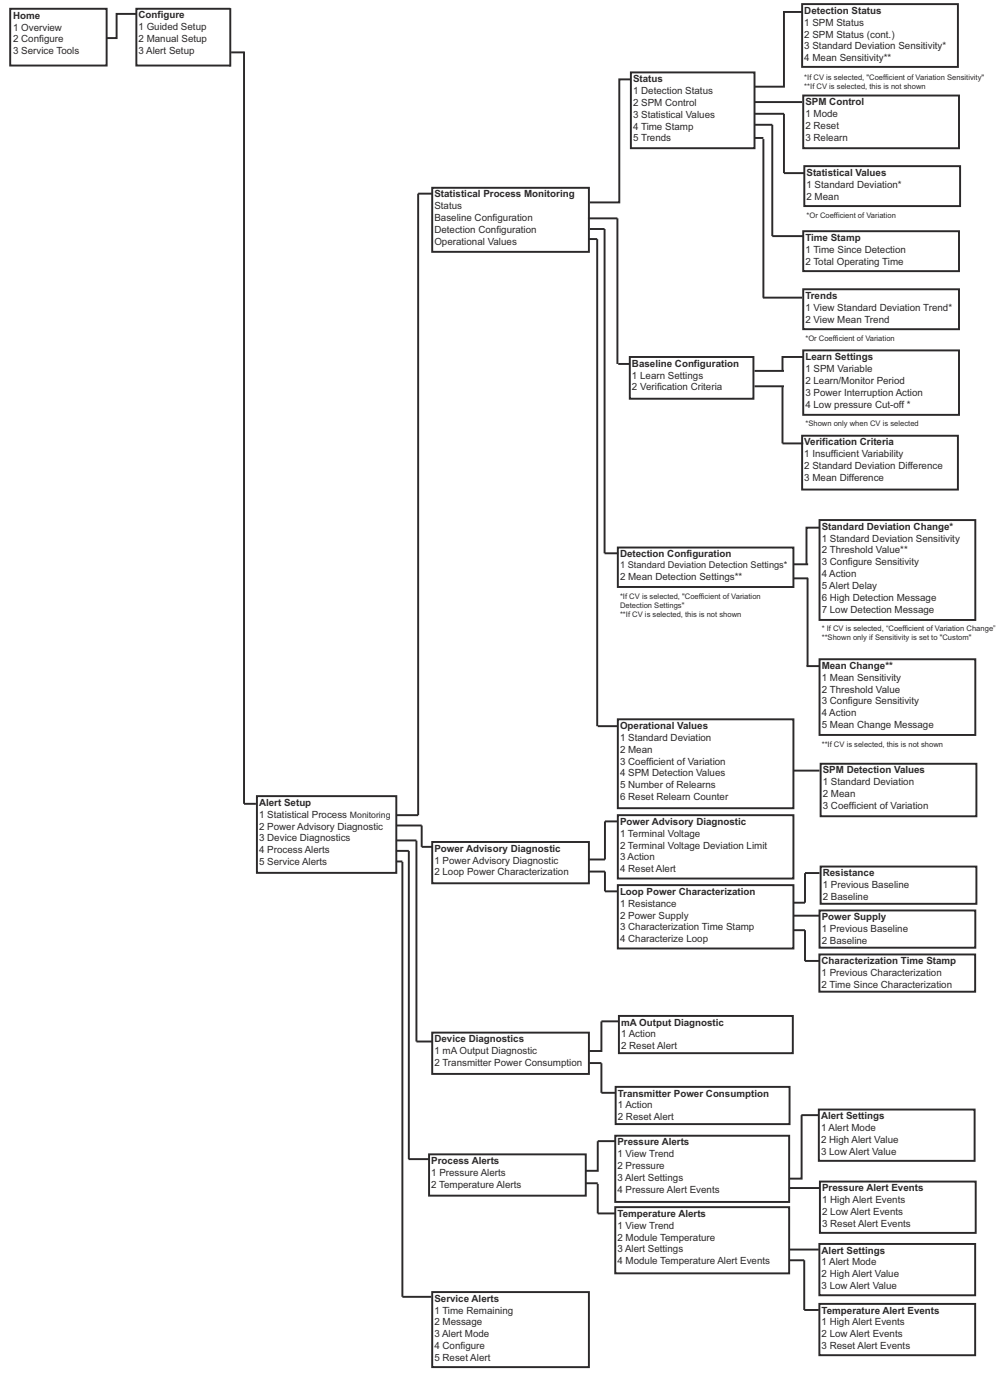 Home
1 Overview
2 Configure
3 Service Tools
Configure
1 Guided Setup
2 Manual Setup
3 Alert Setup
Alert Setup
1 Statistical Process Monitoring
2 Power Advisory Diagnostic
3 Device Diagnostics
4 Process Alerts
5 Service Alerts
Statistical Process Monitoring
Status
Baseline Configuration
Detection Configuration
Operational Values
Status
1 Detection Status
2 SPM Control
3 Statistical Values
4 Time Stamp
5 Trends
Detection Status
1 SPM Status
2 SPM Status (cont.)
3 Standard Deviation Sensitivity*
4 Mean Sensitivity**
*If CV is selected, "Coefficient of Variation Sensitivity"
**If CV is selected, this is not shown
SPM Control
1 Mode
2 Reset
3 Relearn
Statistical Values
1 Standard Deviation*
2 Mean
*Or Coefficient of Variation
Time Stamp
1 Time Since Detection
2 Total Operating Time
Trends
1 View Standard Deviation Trend*
2 View Mean Trend
*Or Coefficient of Variation
Baseline Configuration
1 Learn Settings
2 Verification Criteria
Learn Settings
1 SPM Variable
2 Learn/Monitor Period
3 Power Interruption Action
4 Low pressure Cut-off *
*Shown only when CV is selected
Verification Criteria
1 Insufficient Variability
2 Standard Deviation Difference
3 Mean Difference
Detection Configuration
1 Standard Deviation Detection Settings*
2 Mean Detection Settings**
*If CV is selected, "Coefficient of Variation
Detection Settings"
**If CV is selected, this is not shown
Standard Deviation Change*
1 Standard Deviation Sensitivity
2 Threshold Value**
3 Configure Sensitivity
4 Action
5 Alert Delay
6 High Detection Message
7 Low Detection Message
* If CV is selected, "Coefficient of Variation Change"
**Shown only if Sensitivity is set to "Custom"
Mean Change**
1 Mean Sensitivity
2 Threshold Value
3 Configure Sensitivity
4 Action
5 Mean Change Message
**If CV is selected, this is not shown
Operational Values
1 Standard Deviation
2 Mean
3 Coefficient of Variation
4 SPM Detection Values
5 Number of Relearns
6 Reset Relearn Counter
SPM Detection Values
1 Standard Deviation
2 Mean
3 Coefficient of Variation
Power Advisory Diagnostic
1 Power Advisory Diagnostic
2 Loop Power Characterization
Power Advisory Diagnostic
1 Terminal Voltage
2 Terminal Voltage Deviation Limit
3 Action
4 Reset Alert
Loop Power Characterization
1 Resistance
2 Power Supply
3 Characterization Time Stamp
4 Characterize Loop
Resistance
1 Previous Baseline
2 Baseline
Power Supply
1 Previous Baseline
2 Baseline
Characterization Time Stamp
1 Previous Characterization
2 Time Since Characterization
Device Diagnostics
1 mA Output Diagnostic
2 Transmitter Power Consumption
mA Output Diagnostic
1 Action
2 Reset Alert
Transmitter Power Consumption
1 Action
2 Reset Alert
Process Alerts
1 Pressure Alerts
2 Temperature Alerts
Pressure Alerts
1 View Trend
2 Pressure
3 Alert Settings
4 Pressure Alert Events
Alert Settings
1 Alert Mode
2 High Alert Value
3 Low Alert Value
Pressure Alert Events
1 High Alert Events
2 Low Alert Events
3 Reset Alert Events
Temperature Alerts
1 View Trend
2 Module Temperature
3 Alert Settings
4 Module Temperature Alert Events
Alert Settings
1 Alert Mode
2 High Alert Value
3 Low Alert Value
Temperature Alert Events
1 High Alert Events
2 Low Alert Events
3 Reset Alert Events
Service Alerts
1 Time Remaining
2 Message
3 Alert Mode
4 Configure
5 Reset Alert